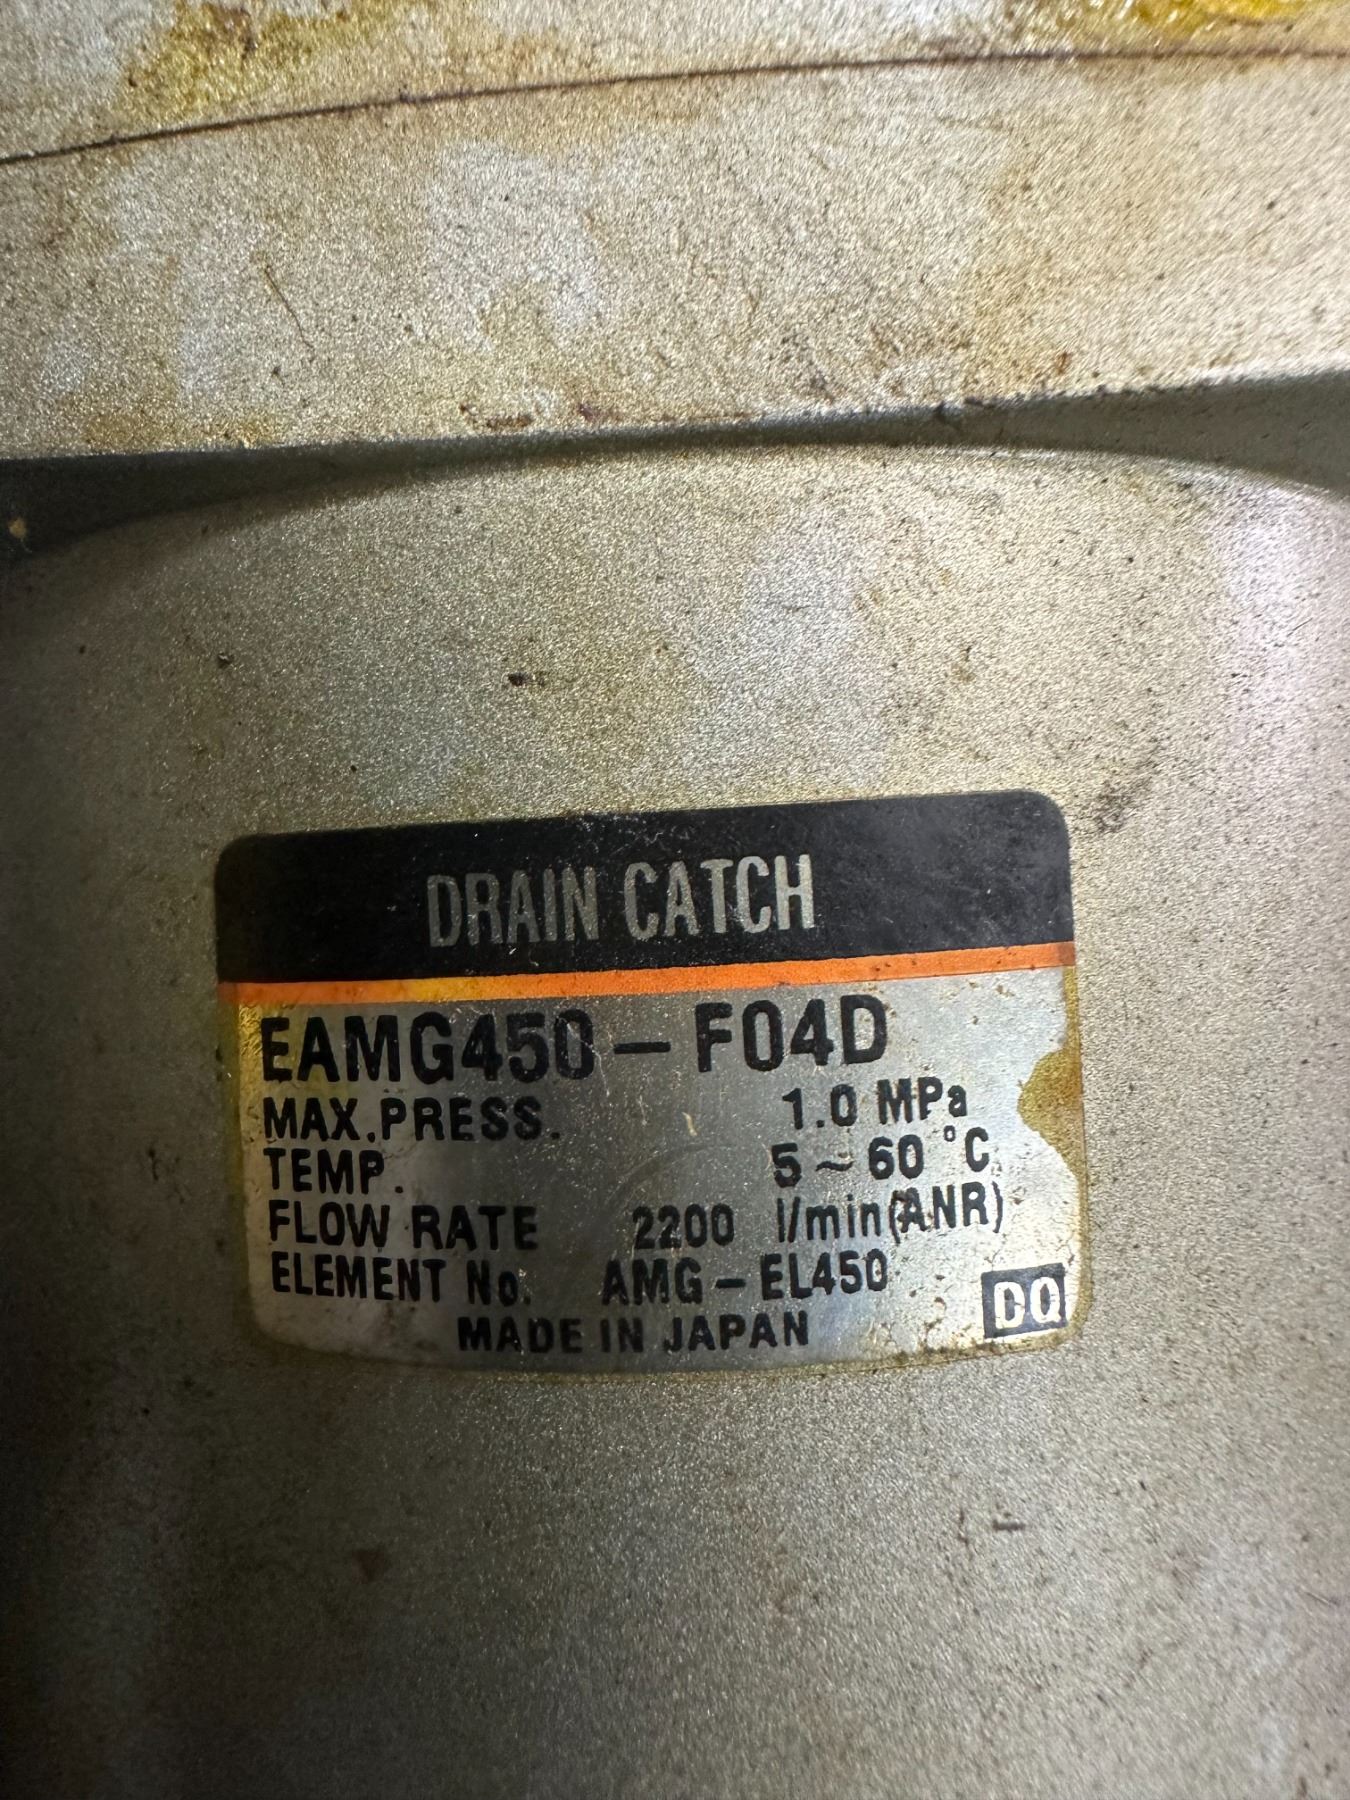 DRAIN CATCH
EAMG450-F04D
MAX.PRESS. 1.0 MPa
TEMP. 5~60 °C
FLOW RATE 2200 l/min(ANR)
ELEMENT No. AMG-EL450
MADE IN JAPAN
DQ